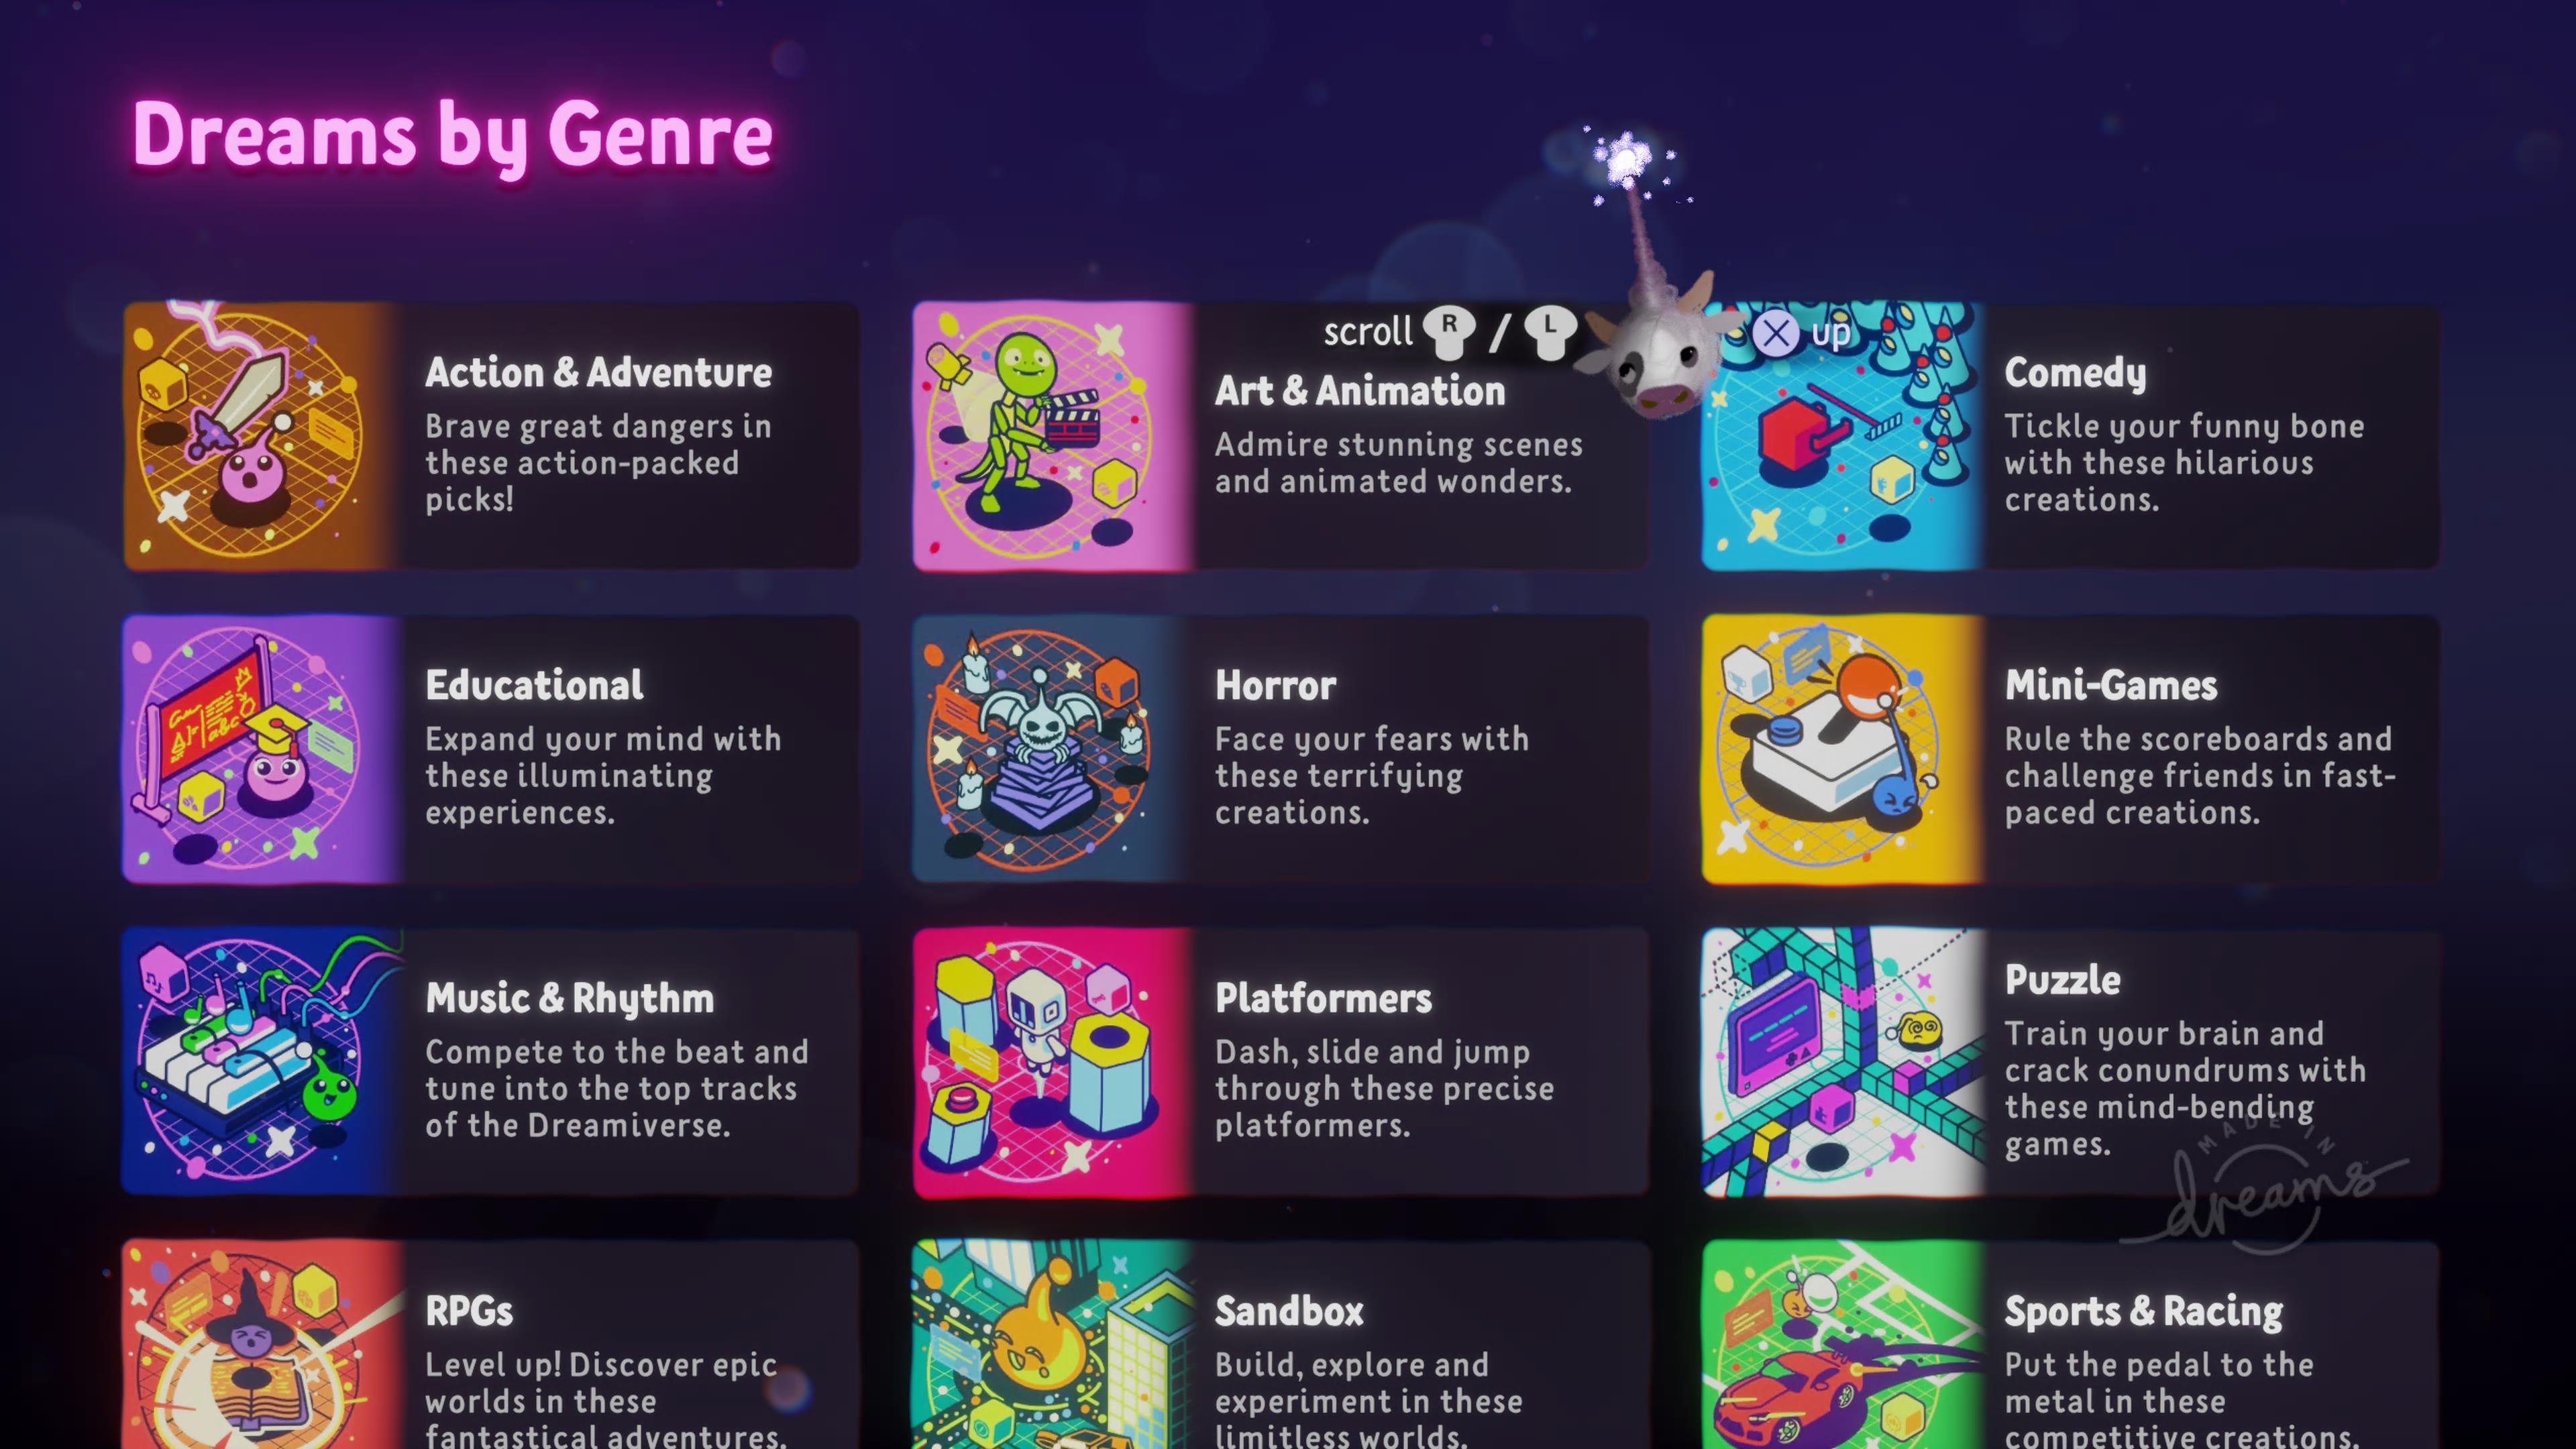 Dreams by Genre
scroll R / L
up
Action & Adventure
Brave great dangers in
these action-packed
picks!
Art & Animation
Admire stunning scenes
and animated wonders.
Comedy
Tickle your funny bone
with these hilarious
creations.
Educational
Expand your mind with
these illuminating
experiences.
Horror
Face your fears with
these terrifying
creations.
Mini-Games
Rule the scoreboards and
challenge friends in fast-
paced creations.
Music & Rhythm
Compete to the beat and
tune into the top tracks
of the Dreamiverse.
Platformers
Dash, slide and jump
through these precise
platformers.
Puzzle
Train your brain and
crack conundrums with
these mind-bending
games.
MADE IN
dreams
RPGs
Level up! Discover epic
worlds in these
fantastical adventures.
Sandbox
Build, explore and
experiment in these
limitless worlds.
Sports & Racing
Put the pedal to the
metal in these
competitive creations.